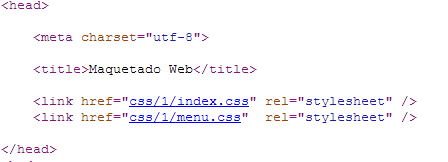 <head>
<meta charset="utf-8">
<title>Maquetado Web</title>
<link href="css/1/index.css" rel="stylesheet" />
<link href="css/1/menu.css"  rel="stylesheet" />
</head>